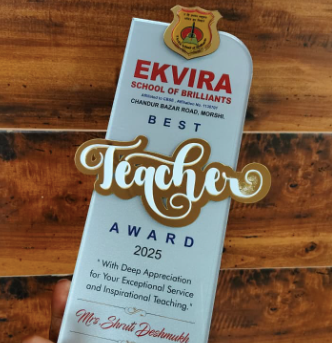 EKVIRA
SCHOOL OF BRILLIANTS
CHANDUR BAZAR ROAD, MORSHI.
BEST
Teacher
AWARD
2025
"With Deep Appreciation
for Your Exceptional Service
and Inspirational Teaching."
Mrs Shruti Deshmukh